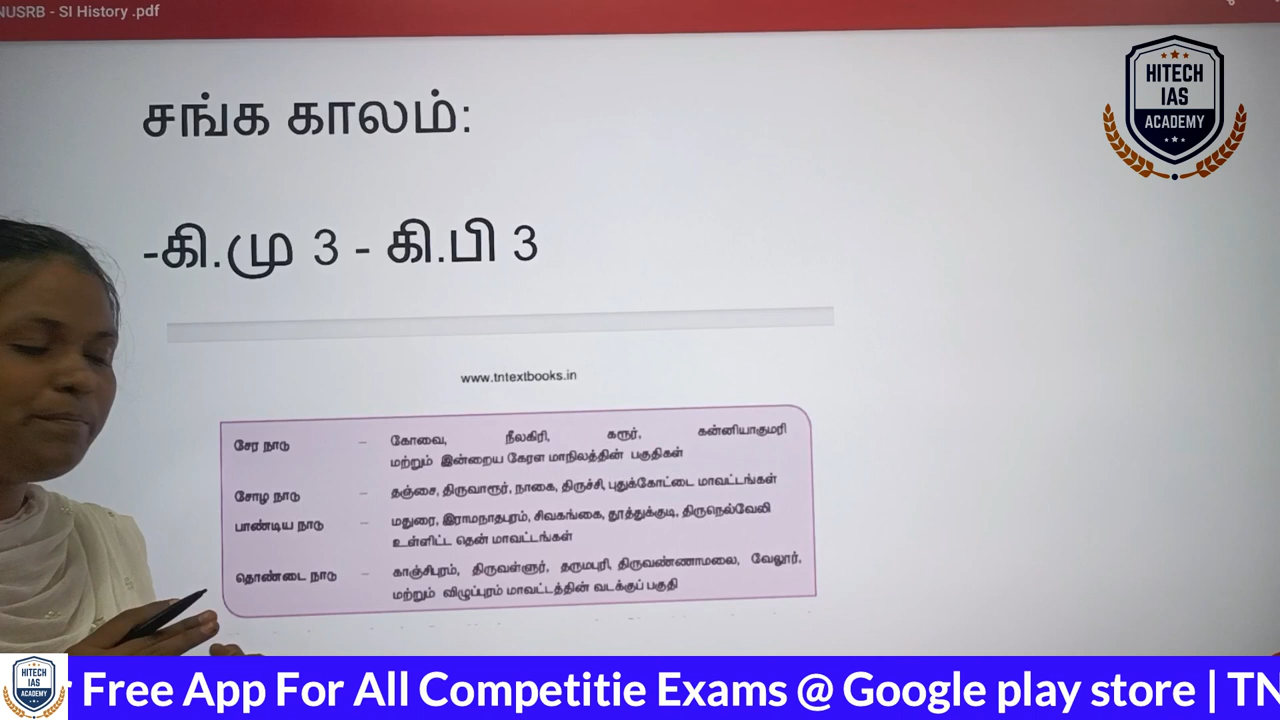 NUSRB - SI History .pdf
HITECH
IAS
ACADEMY
சங்க காலம்:
-கி.மு 3 - கி.பி 3
www.tntextbooks.in
சேர நாடு – கோவை, நீலகிரி, கரூர், கன்னியாகுமரி
மற்றும் இன்றைய கேரள மாநிலத்தின் பகுதிகள்
சோழ நாடு – தஞ்சை, திருவாரூர், நாகை, திருச்சி, புதுக்கோட்டை மாவட்டங்கள்
பாண்டிய நாடு – மதுரை, இராமநாதபுரம், சிவகங்கை, தூத்துக்குடி, திருநெல்வேலி
உள்ளிட்ட தென் மாவட்டங்கள்
தொண்டை நாடு – காஞ்சிபுரம், திருவள்ளுர், தருமபுரி, திருவண்ணாமலை, வேலூர்,
மற்றும் விழுப்புரம் மாவட்டத்தின் வடக்குப் பகுதி
HITECH
IAS
ACADEMY
r Free App For All Competitie Exams @ Google play store | TN